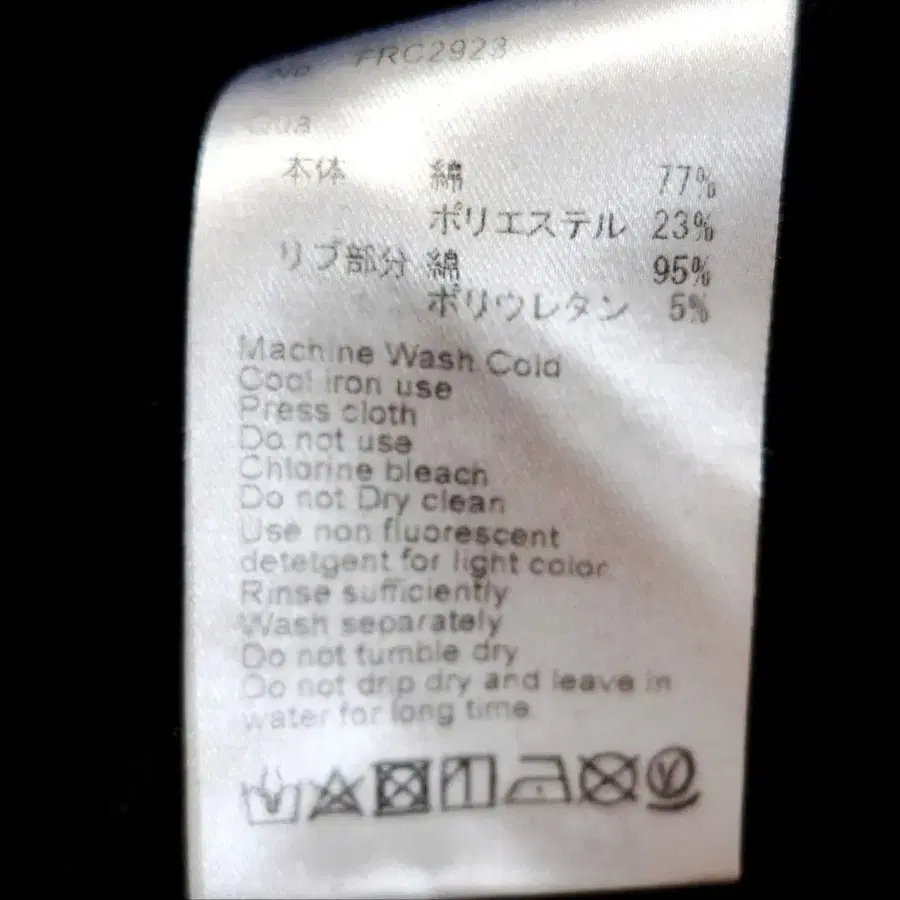 No FRC2923
Qua
本体 綿 77%
ポリエステル 23%
リブ部分 綿 95%
ポリウレタン 5%
Machine Wash Cold
Cool iron use
Press cloth
Do not use
Chlorine bleach
Do not Dry clean
Use non fluorescent
detetgent for light color
Rinse sufficiently
Wash separately
Do not tumble dry
Do not drip dry and leave in
water for long time